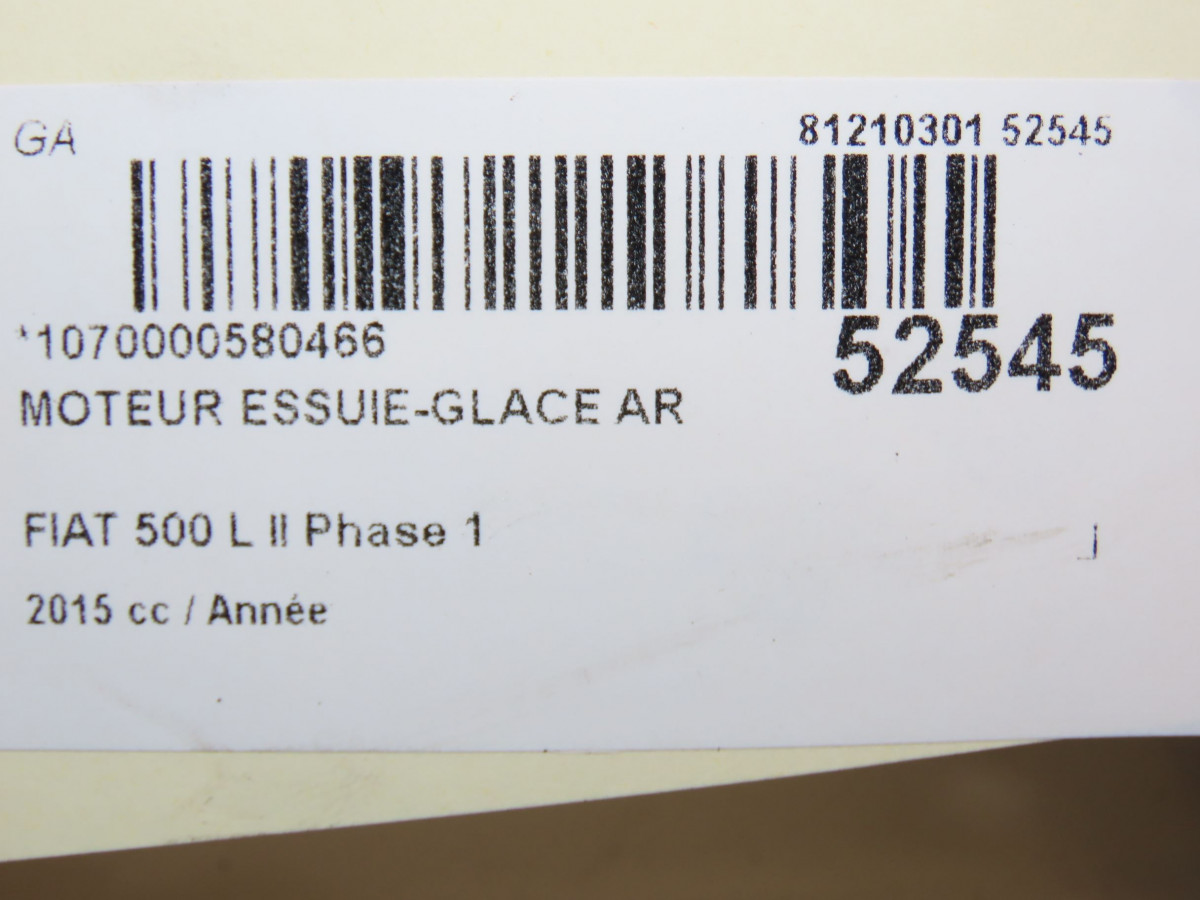 GA
81210301 52545
*1070000580466
52545
MOTEUR ESSUIE-GLACE AR
FIAT 500 L II Phase 1
2015 cc / Année